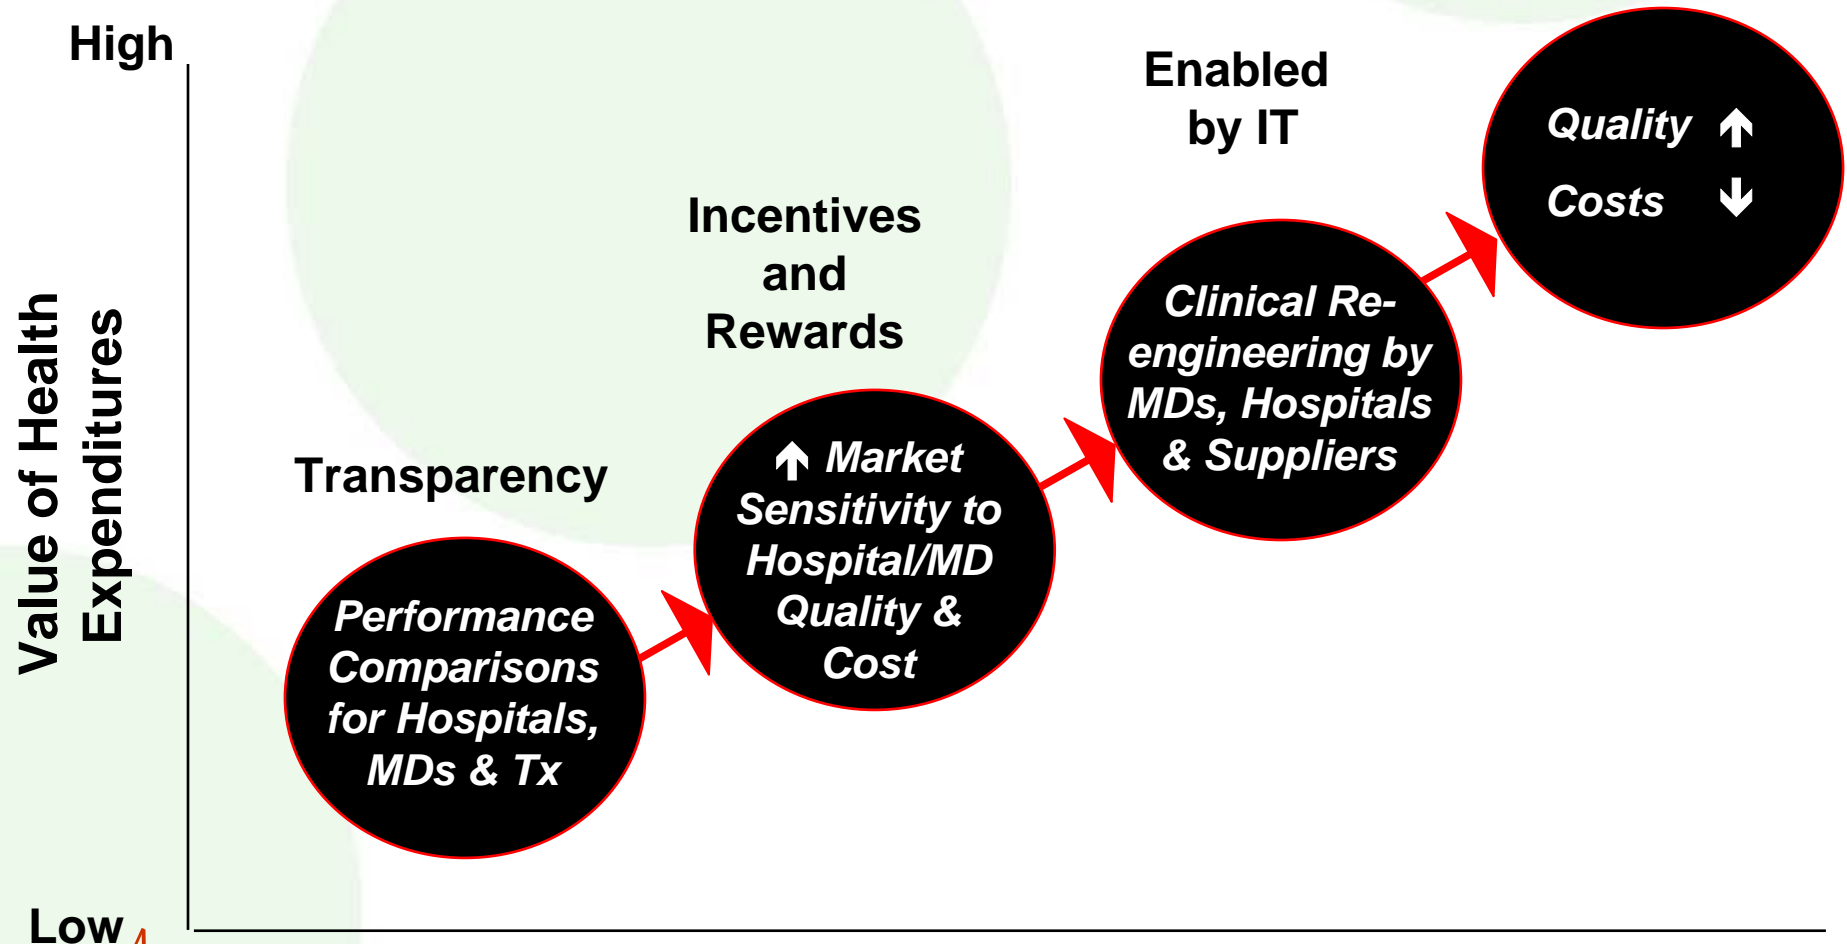 High
Value of Health
Expenditures
Low
Transparency
Performance
Comparisons
for Hospitals,
MDs & Tx
Incentives
and
Rewards
↑ Market
Sensitivity to
Hospital/MD
Quality &
Cost
Enabled
by IT
Clinical Re-
engineering by
MDs, Hospitals
& Suppliers
Quality ↑
Costs ↓